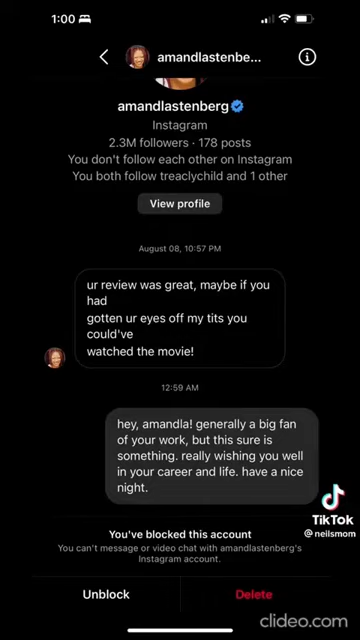 1:00
amandlastenbe...
amandlastenberg
Instagram
2.3M followers · 178 posts
You don't follow each other on Instagram
You both follow treaclychild and 1 other
View profile
August 08, 10:57 PM
ur review was great, maybe if you
had
gotten ur eyes off my tits you
could've
watched the movie!
12:59 AM
hey, amandla! generally a big fan
of your work, but this sure is
something. really wishing you well
in your career and life. have a nice
night.
TikTok
@ neilsmom
You've blocked this account
You can't message or video chat with amandlastenberg's
Instagram account.
Unblock
Delete
clideo.com